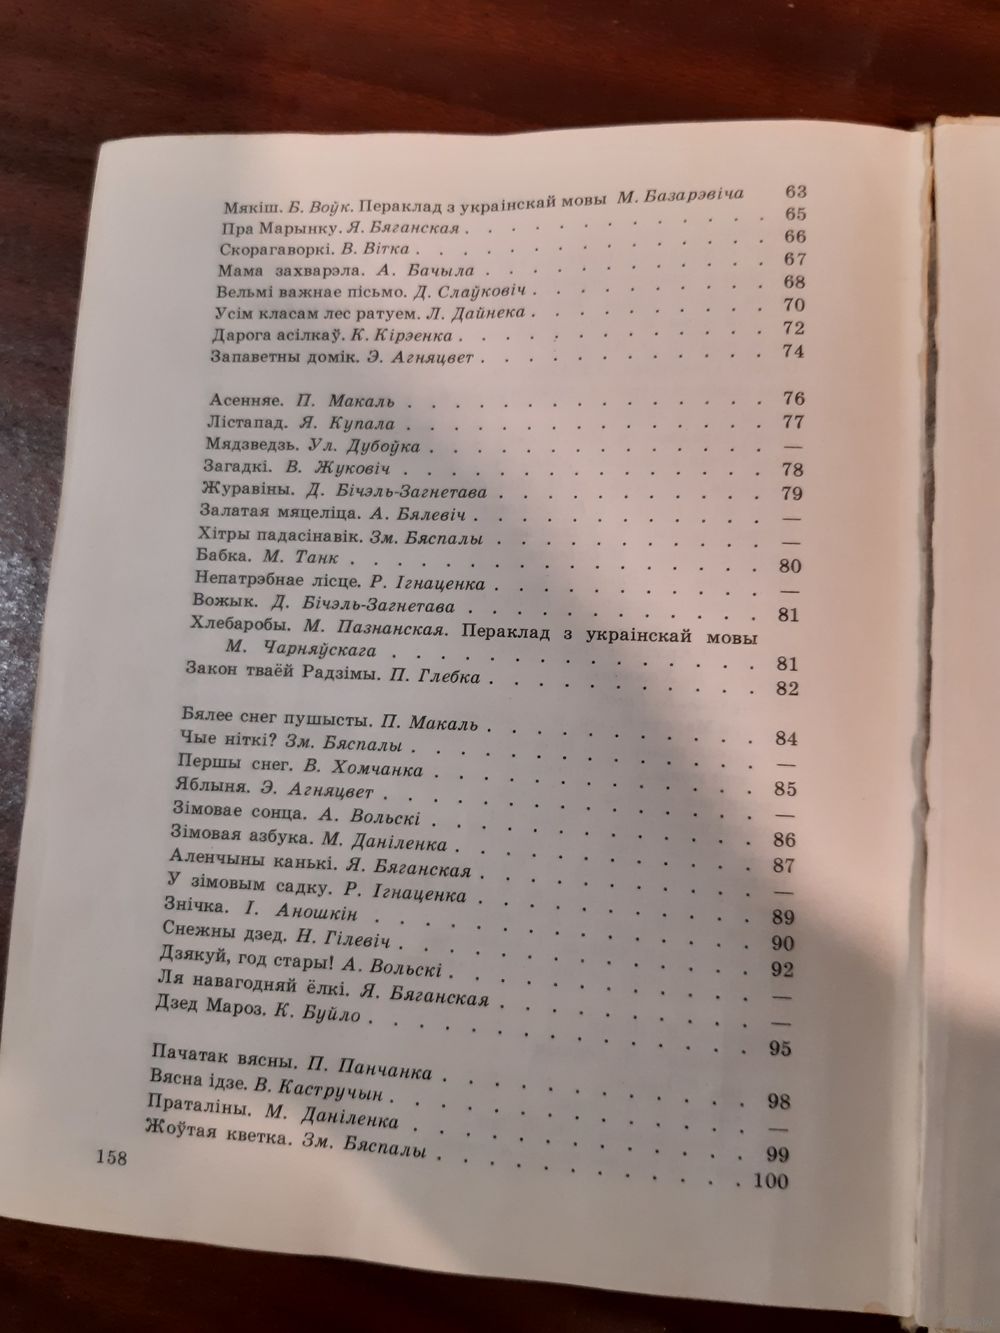 Мякіш. Б. Воўк. Пераклад з украінскай мовы М. Базарэвіча 63
Пра Марынку. Я. Бяганская . . . . . . . . . . . . 65
Скорагаворкі. В. Вітка . . . . . . . . . . . . . 66
Мама захварэла. А. Бачыла . . . . . . . . . . . 67
Вельмі важнае пісьмо. Д. Слаўковіч . . . . . . . . . 68
Усім класам лес ратуем. Л. Дайнека . . . . . . . . . 70
Дарога асілкаў. К. Кірэенка . . . . . . . . . . . 72
Запаветны домік. Э. Агняцвет . . . . . . . . . . . 74
Асенняе. П. Макаль . . . . . . . . . . . . . . 76
Лістапад. Я. Купала . . . . . . . . . . . . . . 77
Мядзведзь. Ул. Дубоўка . . . . . . . . . . . . . —
Загадкі. В. Жуковіч . . . . . . . . . . . . . . 78
Журавіны. Д. Бічэль-Загнетава . . . . . . . . . . . 79
Залатая мяцеліца. А. Бялевіч . . . . . . . . . . . —
Хітры падасінавік. Зм. Бяспалы . . . . . . . . . . —
Бабка. М. Танк . . . . . . . . . . . . . . . . 80
Непатрэбнае лісце. Р. Ігнаценка . . . . . . . . . . —
Вожык. Д. Бічэль-Загнетава . . . . . . . . . . . . 81
Хлебаробы. М. Пазнанская. Пераклад з украінскай мовы
М. Чарняўскага . . . . . . . . . . . . . . 81
Закон тваёй Радзімы. П. Глебка . . . . . . . . . . 82
Бялее снег пушысты. П. Макаль . . . . . . . . . . 84
Чые ніткі? Зм. Бяспалы . . . . . . . . . . . . . —
Першы снег. В. Хомчанка . . . . . . . . . . . . 85
Яблыня. Э. Агняцвет . . . . . . . . . . . . . . —
Зімовае сонца. А. Вольскі . . . . . . . . . . . . 86
Зімовая азбука. М. Даніленка . . . . . . . . . . . 87
Аленчыны канькі. Я. Бяганская . . . . . . . . . . —
У зімовым садку. Р. Ігнаценка . . . . . . . . . . . 89
Знічка. І. Аношкін . . . . . . . . . . . . . . 90
Снежны дзед. Н. Гілевіч . . . . . . . . . . . . . 92
Дзякуй, год стары! А. Вольскі . . . . . . . . . . . —
Ля навагодняй ёлкі. Я. Бяганская . . . . . . . . . —
Дзед Мароз. К. Буйло . . . . . . . . . . . . . . 95
Пачатак вясны. П. Панчанка . . . . . . . . . . . 98
Вясна ідзе. В. Кастручын . . . . . . . . . . . . . —
Праталіны. М. Даніленка . . . . . . . . . . . . 99
Жоўтая кветка. Зм. Бяспалы . . . . . . . . . . . 100
158